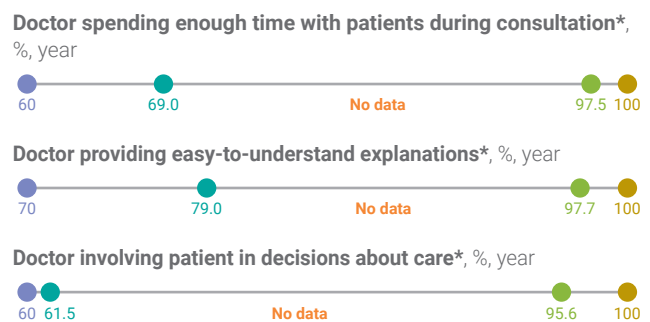 Doctor spending enough time with patients during consultation*,
%, year
60 69.0 No data 97.5 100
Doctor providing easy-to-understand explanations*, %, year
70 79.0 No data 97.7 100
Doctor involving patient in decisions about care*, %, year
60 61.5 No data 95.6 100